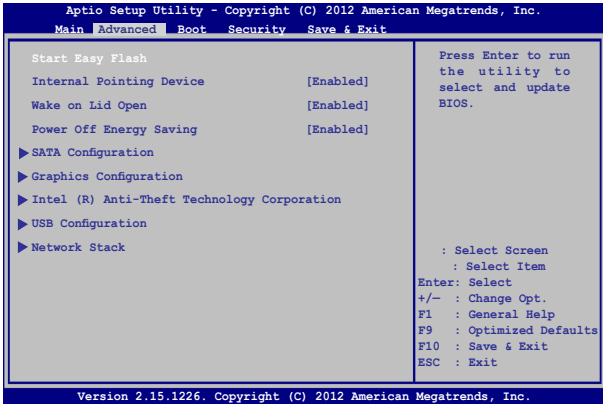 Aptio Setup Utility - Copyright (C) 2012 American Megatrends, Inc.
Main Advanced Boot Security Save & Exit
Start Easy Flash
Internal Pointing Device [Enabled]
Wake on Lid Open [Enabled]
Power Off Energy Saving [Enabled]
SATA Configuration
Graphics Configuration
Intel (R) Anti-Theft Technology Corporation
USB Configuration
Network Stack
Press Enter to run
the utility to
select and update
BIOS.
: Select Screen
: Select Item
Enter: Select
+/— : Change Opt.
F1 : General Help
F9 : Optimized Defaults
F10 : Save & Exit
ESC : Exit
Version 2.15.1226. Copyright (C) 2012 American Megatrends, Inc.